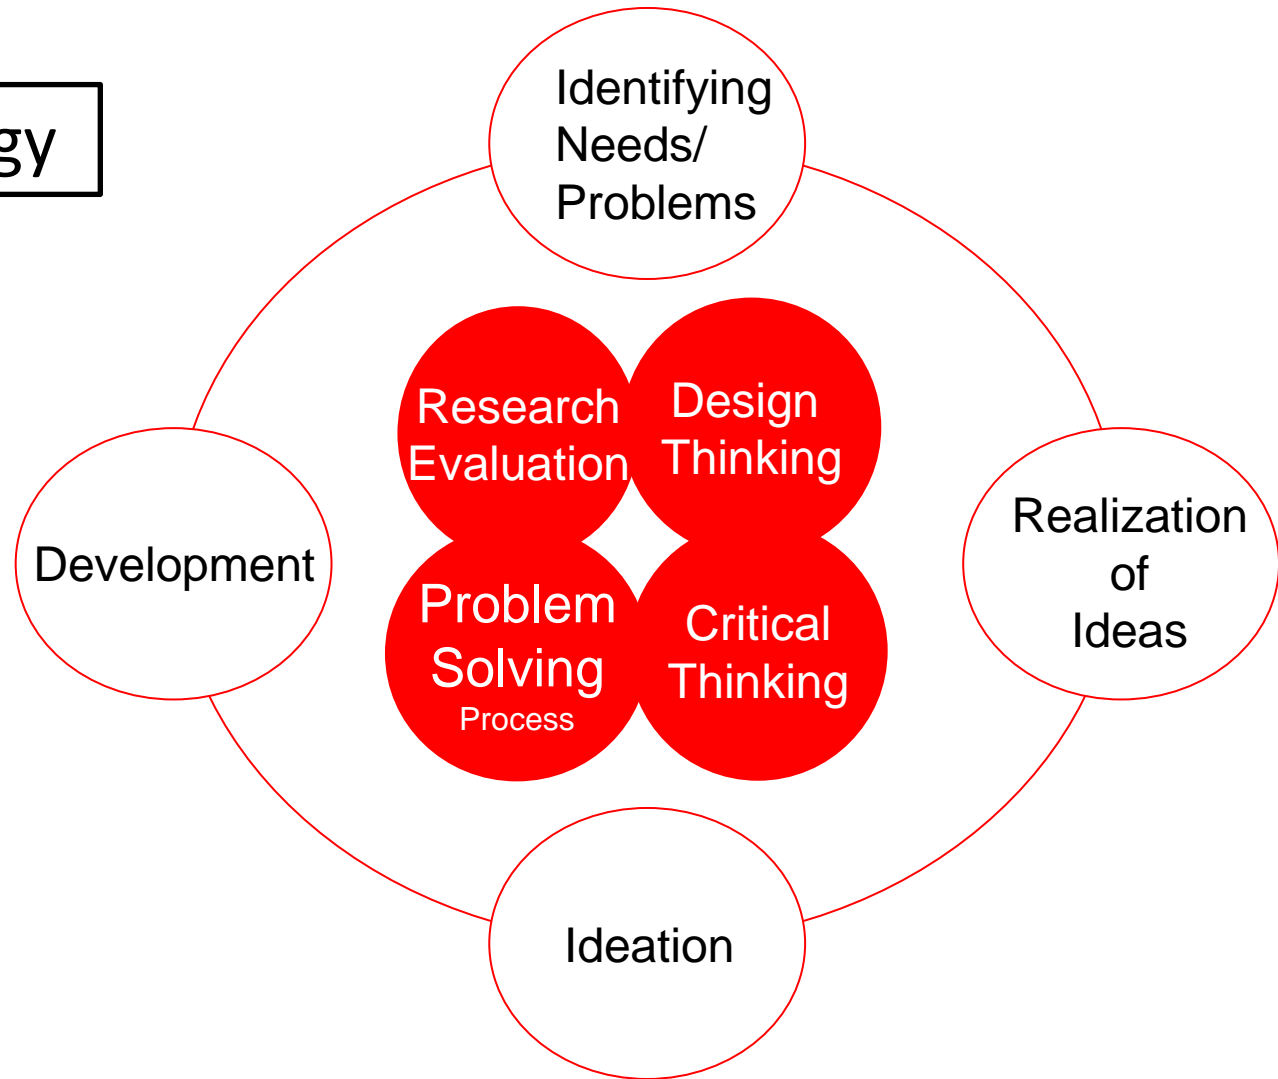 gy
Identifying
Needs/
Problems
Research
Evaluation
Design
Thinking
Development
Realization
of
Ideas
Problem
Solving
Process
Critical
Thinking
Ideation